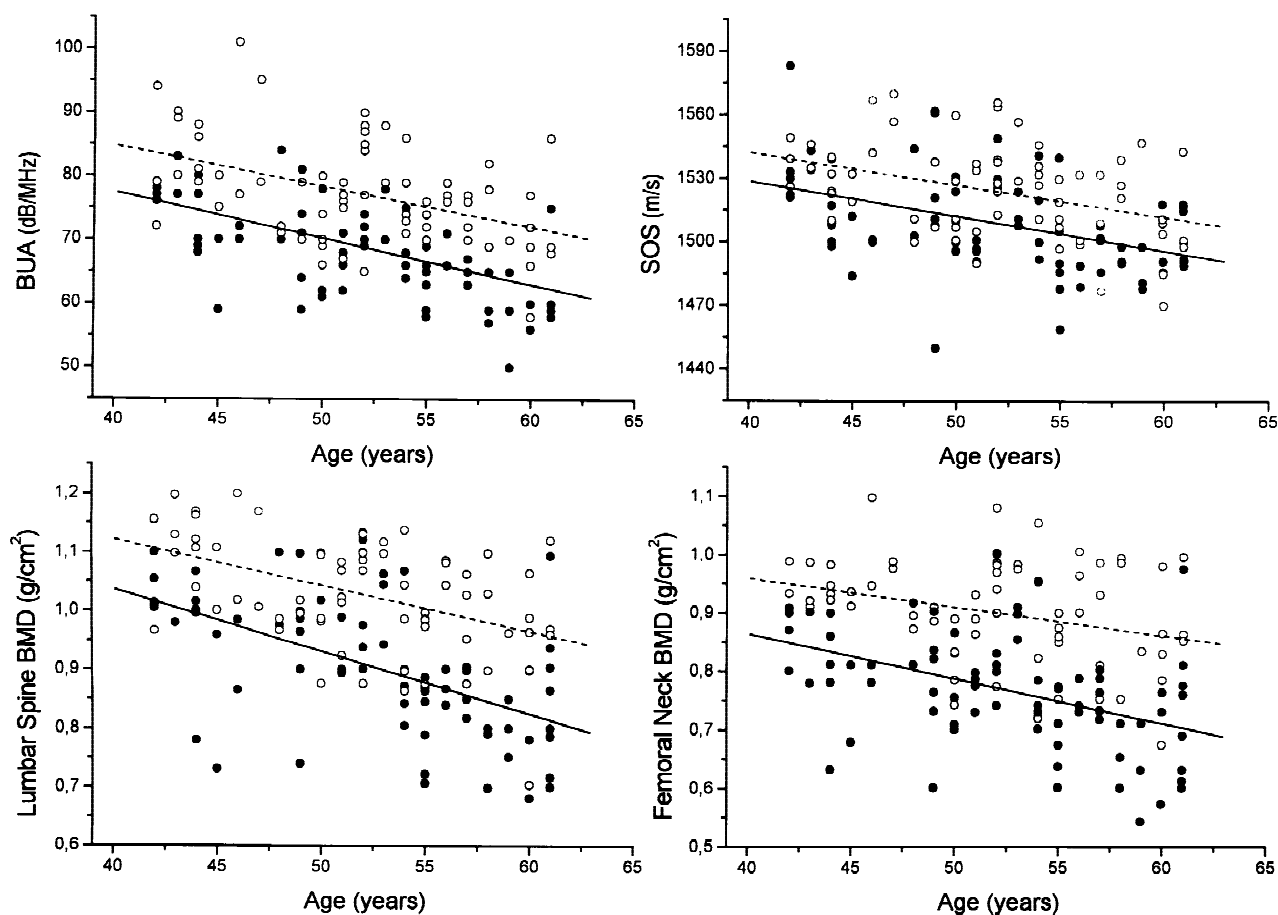 100
90
80
70
60
50
BUA (dB/MHz)
40 45 50 55 60 65
Age (years)
1590
1560
1530
1500
1470
1440
SOS (m/s)
40 45 50 55 60 65
Age (years)
1,2
1,1
1,0
0,9
0,8
0,7
0,6
Lumbar Spine BMD (g/cm²)
40 45 50 55 60 65
Age (years)
1,1
1,0
0,9
0,8
0,7
0,6
0,5
Femoral Neck BMD (g/cm²)
40 45 50 55 60 65
Age (years)